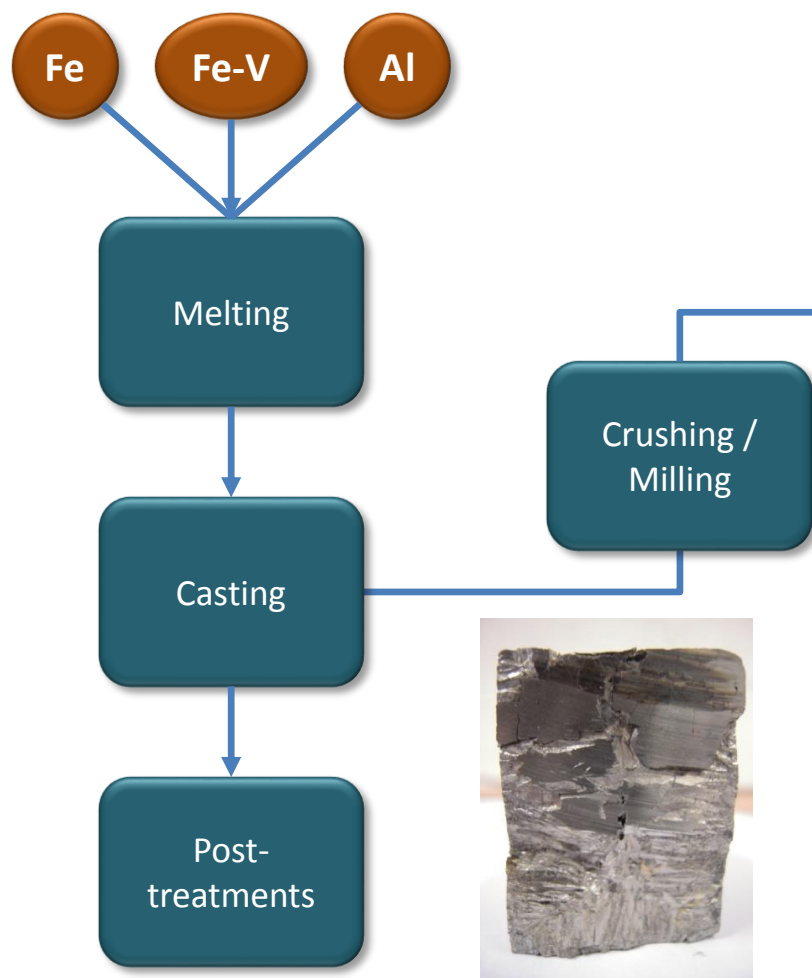 Fe
Fe-V
Al
Melting
Crushing /
Milling
Casting
Post-
treatments